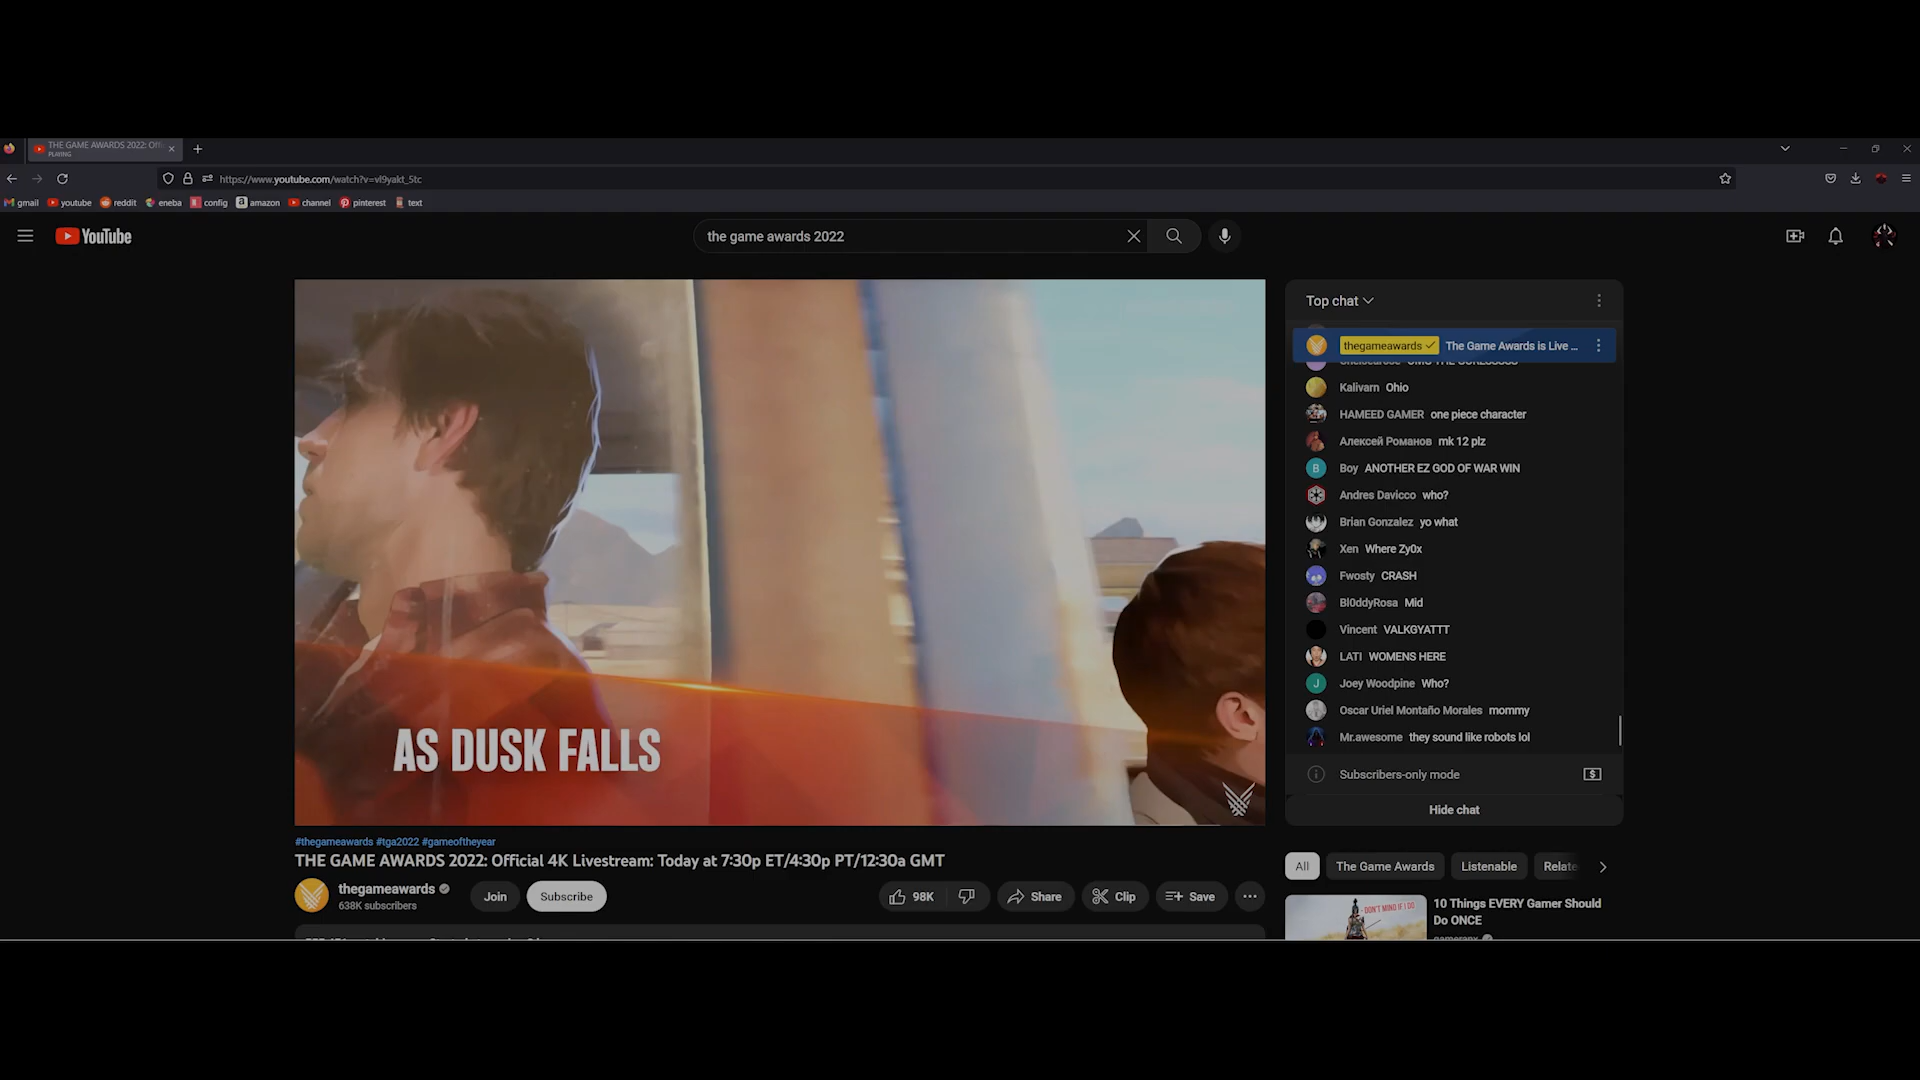 THE GAME AWARDS 2022: Offi
PLAYING
https://www.youtube.com/watch?v=vl9yakt_5tc
gmail youtube reddit eneba config amazon channel pinterest text
YouTube
the game awards 2022
AS DUSK FALLS
Top chat
thegameawards The Game Awards is Live ...
Kalivarn Ohio
HAMEED GAMER one piece character
Алексей Романов mk 12 plz
B Boy ANOTHER EZ GOD OF WAR WIN
Andres Davicco who?
Brian Gonzalez yo what
Xen Where Zy0x
Fwosty CRASH
Bl0ddyRosa Mid
Vincent VALKGYATTT
LATI WOMENS HERE
J Joey Woodpine Who?
Oscar Uriel Montaño Morales mommy
Mr.awesome they sound like robots lol
Subscribers-only mode
Hide chat
#thegameawards #tga2022 #gameoftheyear
THE GAME AWARDS 2022: Official 4K Livestream: Today at 7:30p ET/4:30p PT/12:30a GMT
thegameawards
638K subscribers
Join
Subscribe
98K
Share
Clip
Save
All The Game Awards Listenable Relate
- DON'T MIND IF I DO
10 Things EVERY Gamer Should
Do ONCE
gameranx